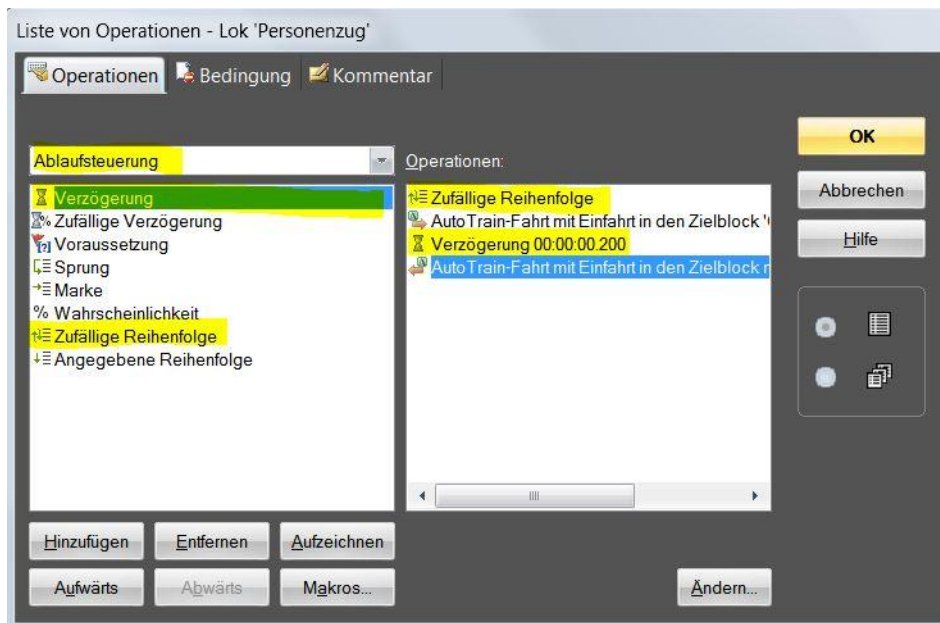 Liste von Operationen - Lok 'Personenzug'
Operationen
Bedingung
Kommentar
Ablaufsteuerung
Verzögerung
Zufällige Verzögerung
Voraussetzung
Sprung
Marke
% Wahrscheinlichkeit
Zufällige Reihenfolge
Angegebene Reihenfolge
Hinzufügen
Entfernen
Aufzeichnen
Aufwärts
Abwärts
Makros...
Operationen:
Zufällige Reihenfolge
AutoTrain-Fahrt mit Einfahrt in den Zielblock
Verzögerung 00:00:00.200
AutoTrain-Fahrt mit Einfahrt in den Zielblock
Ändern...
OK
Abbrechen
Hilfe